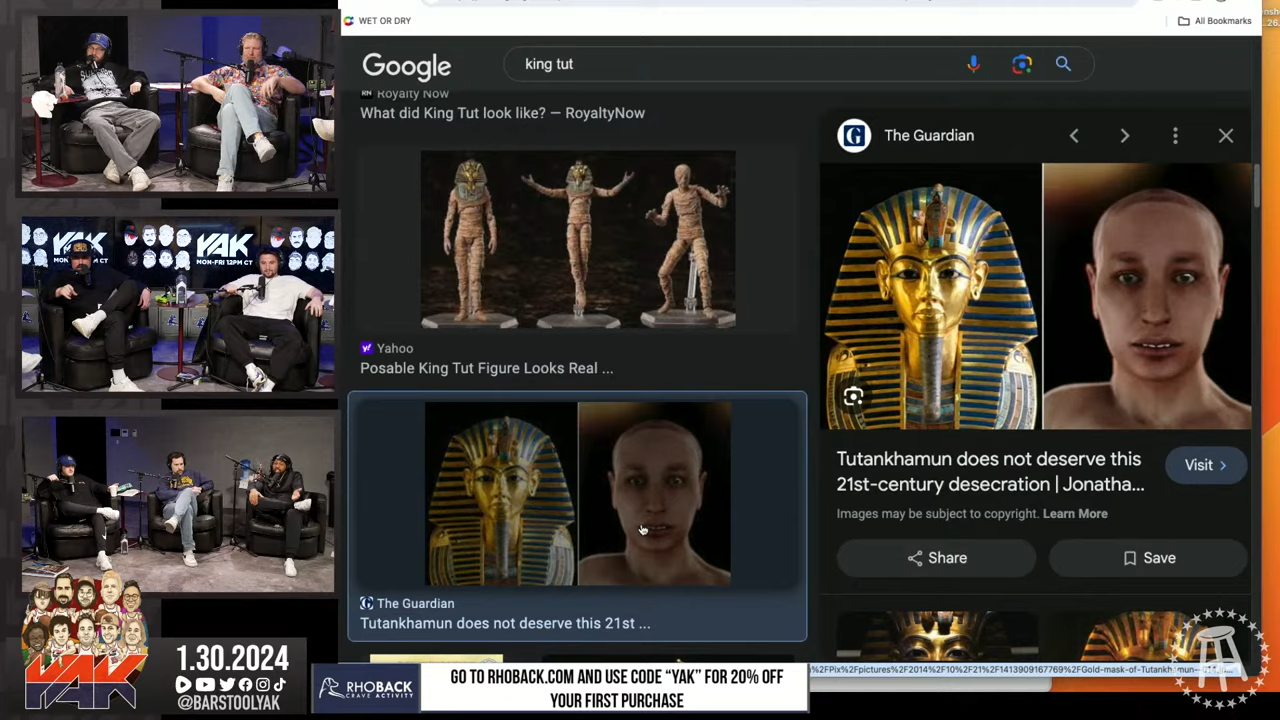 WET OR DRY
All Bookmarks
Google
king tut
Royalty Now
What did King Tut look like? — RoyaltyNow
Yahoo
Posable King Tut Figure Looks Real ...
The Guardian
Tutankhamun does not deserve this 21st ...
G
The Guardian
Tutankhamun does not deserve this
21st-century desecration | Jonatha...
Visit >
Images may be subject to copyright. Learn More
Share
Save
YAK
MON-FRI 12PM CT
YAK
1.30.2024
@BARSTOOLYAK
RHOBACK
CRAVE ACTIVITY
GO TO RHOBACK.COM AND USE CODE “YAK” FOR 20% OFF
YOUR FIRST PURCHASE